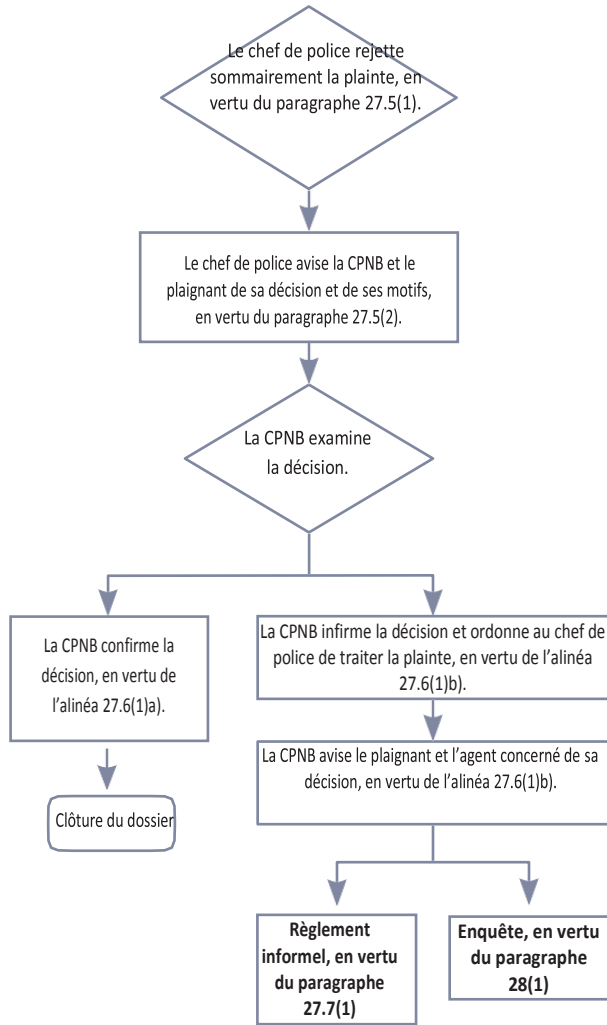 Le chef de police rejette
sommairement la plainte, en
vertu du paragraphe 27.5(1).
Le chef de police avise la CPNB et le
plaignant de sa décision et de ses motifs,
en vertu du paragraphe 27.5(2).
La CPNB examine
la décision.
La CPNB confirme la
décision, en vertu de
l’alinéa 27.6(1)a).
Clôture du dossier
La CPNB infirme la décision et ordonne au chef de
police de traiter la plainte, en vertu de l’alinéa
27.6(1)b).
La CPNB avise le plaignant et l’agent concerné de sa
décision, en vertu de l’alinéa 27.6(1)b).
Règlement
informel, en vertu
du paragraphe
27.7(1)
Enquête, en vertu
du paragraphe
28(1)